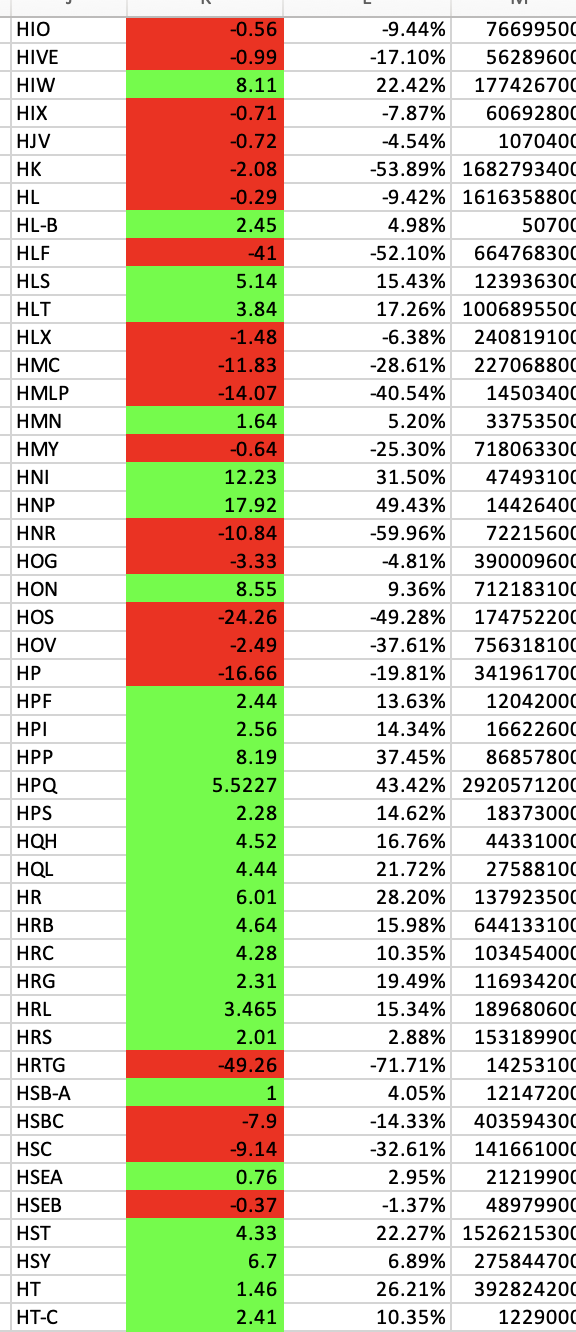 HIO -0.56 -9.44% 76699500
HIVE -0.99 -17.10% 56289600
HIW 8.11 22.42% 177426700
HIX -0.71 -7.87% 60692800
HJV -0.72 -4.54% 1070400
HK -2.08 -53.89% 1682793400
HL -0.29 -9.42% 1616358800
HL-B 2.45 4.98% 50700
HLF -41 -52.10% 664768300
HLS 5.14 15.43% 123936300
HLT 3.84 17.26% 1006895500
HLX -1.48 -6.38% 240819100
HMC -11.83 -28.61% 227068800
HMLP -14.07 -40.54% 14503400
HMN 1.64 5.20% 33753500
HMY -0.64 -25.30% 718063300
HNI 12.23 31.50% 47493100
HNP 17.92 49.43% 14426400
HNR -10.84 -59.96% 72215600
HOG -3.33 -4.81% 390009600
HON 8.55 9.36% 712183100
HOS -24.26 -49.28% 174752200
HOV -2.49 -37.61% 756318100
HP -16.66 -19.81% 341961700
HPF 2.44 13.63% 12042000
HPI 2.56 14.34% 16622600
HPP 8.19 37.45% 86857800
HPQ 5.5227 43.42% 2920571200
HPS 2.28 14.62% 18373000
HQH 4.52 16.76% 44331000
HQL 4.44 21.72% 27588100
HR 6.01 28.20% 137923500
HRB 4.64 15.98% 644133100
HRC 4.28 10.35% 103454000
HRG 2.31 19.49% 116934200
HRL 3.465 15.34% 189680600
HRS 2.01 2.88% 153189900
HRTG -49.26 -71.71% 14253100
HSB-A 1 4.05% 12147200
HSBC -7.9 -14.33% 403594300
HSC -9.14 -32.61% 141661000
HSEA 0.76 2.95% 21219900
HSEB -0.37 -1.37% 48979900
HST 4.33 22.27% 1526215300
HSY 6.7 6.89% 275844700
HT 1.46 26.21% 392824200
HT-C 2.41 10.35% 1229000